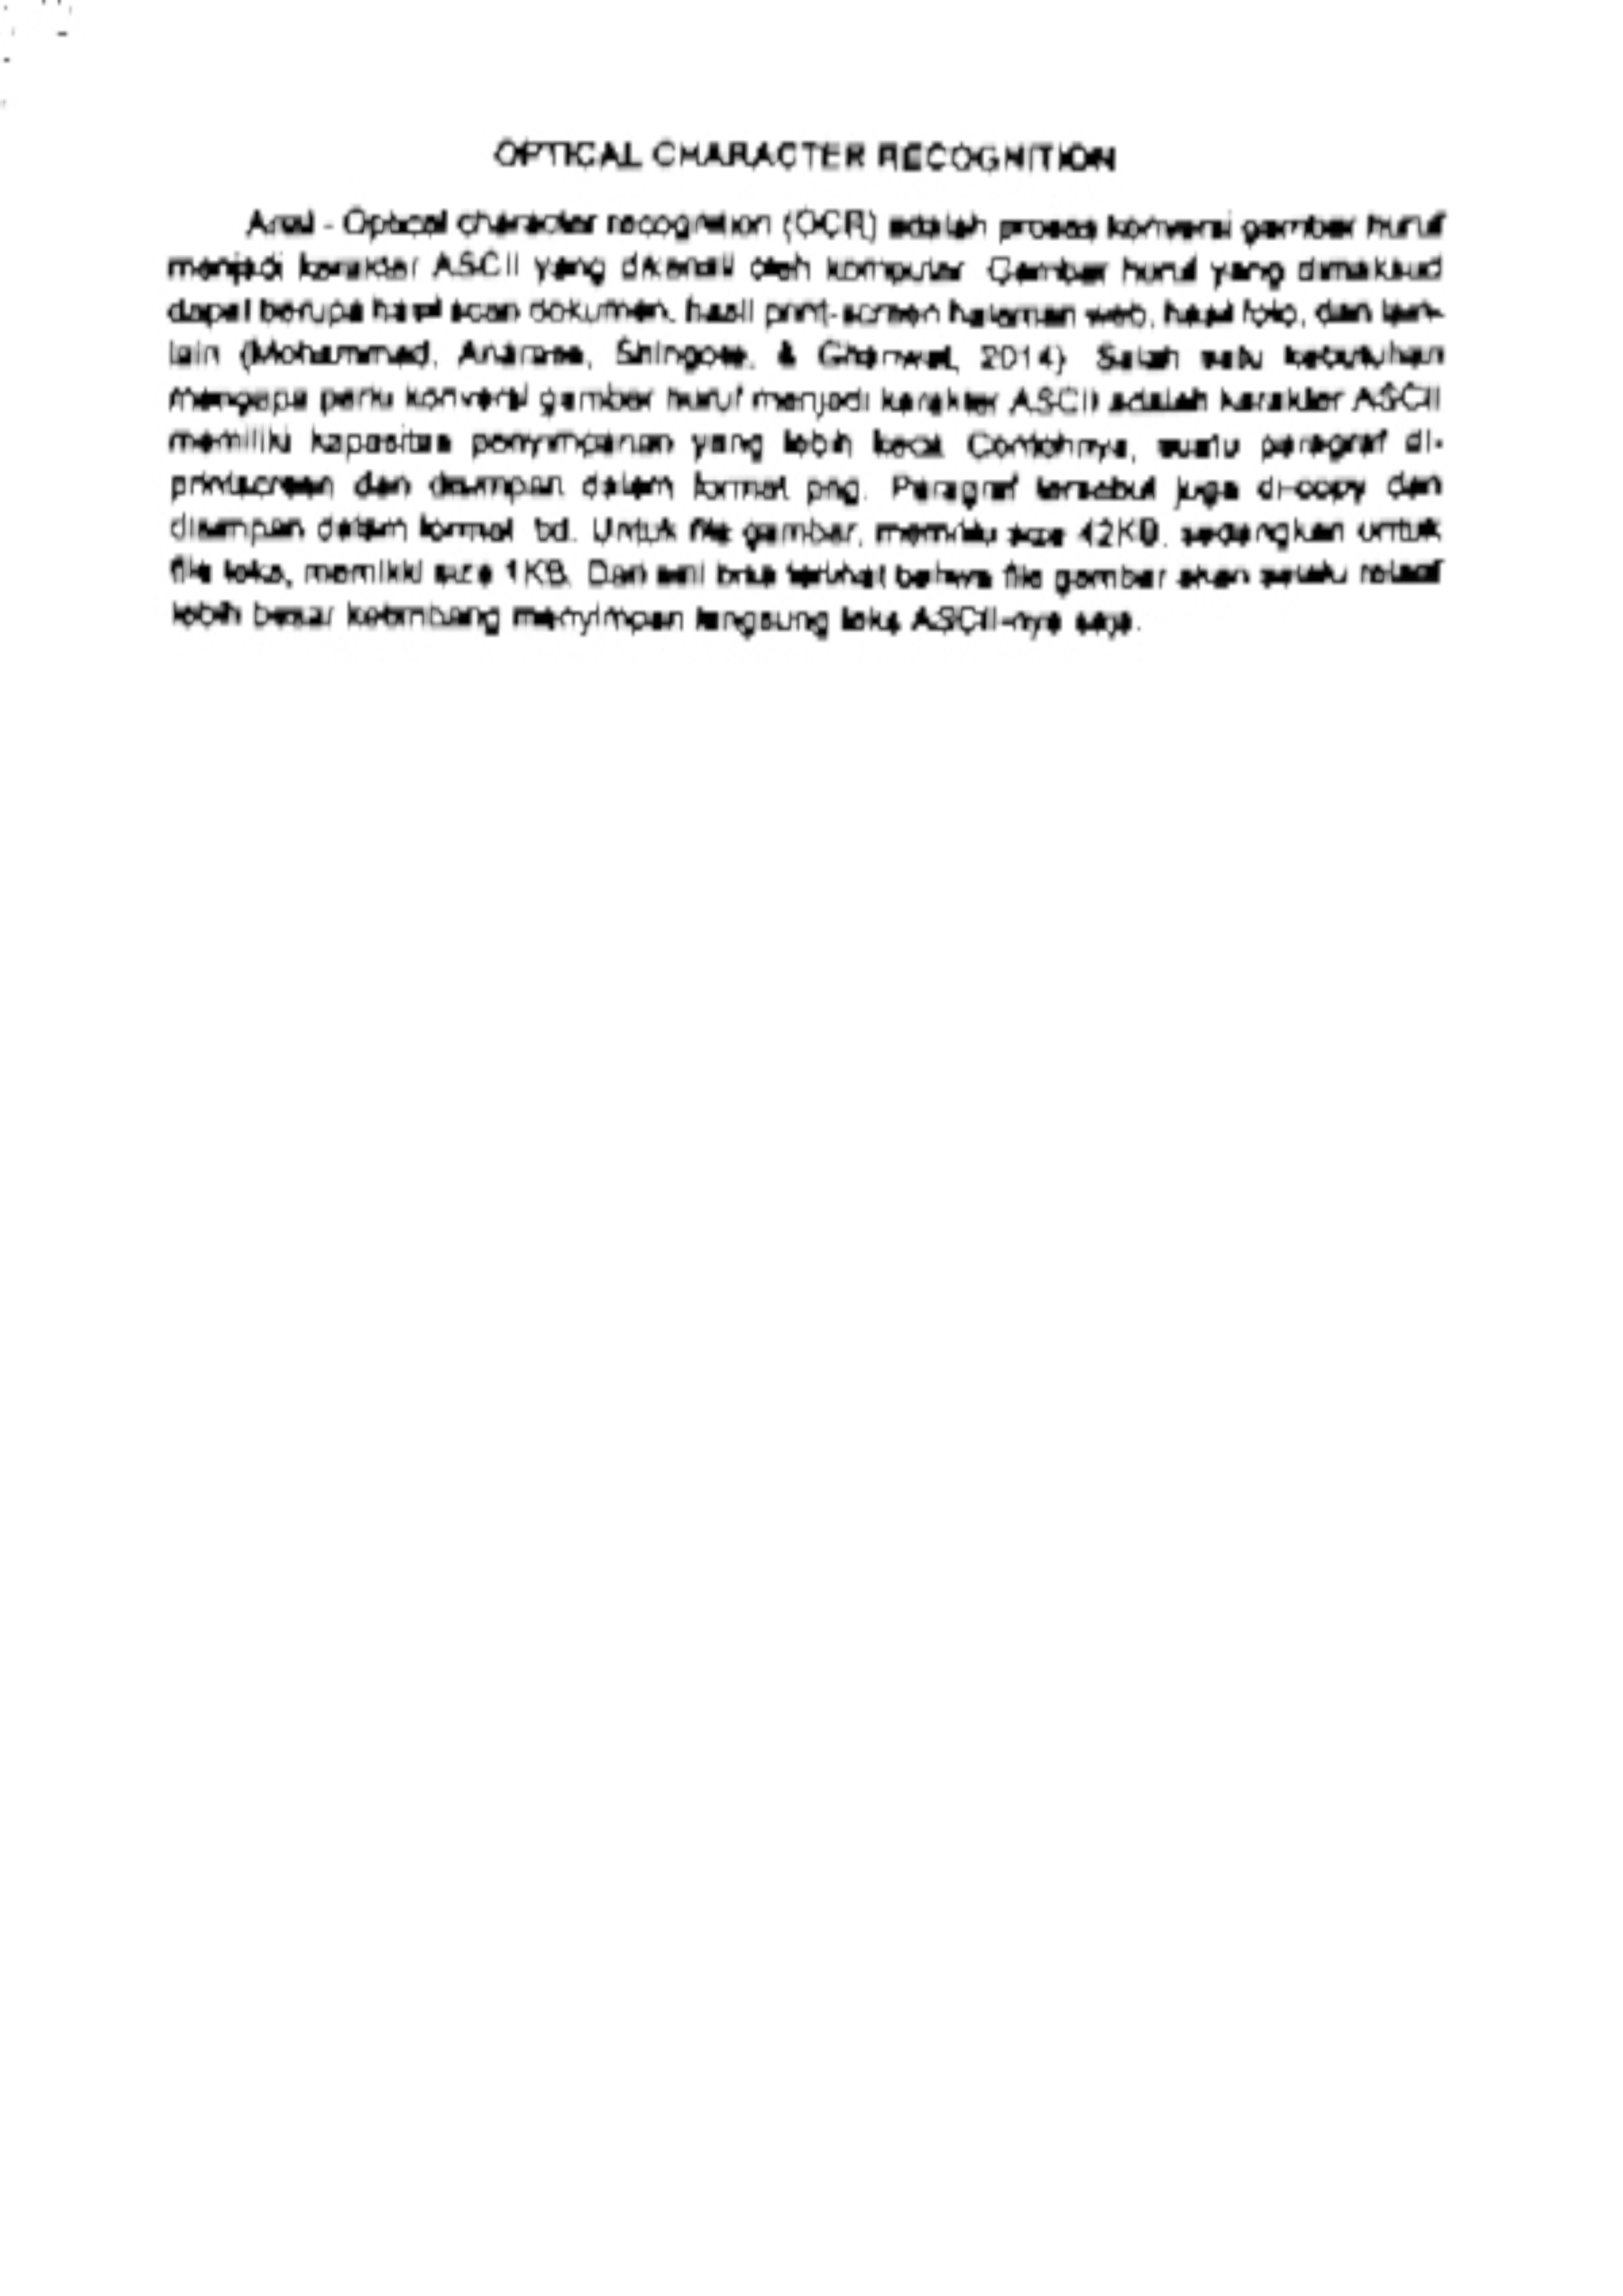 OPTICAL CHARACTER RECOGNITION
Arial - Optical character recognition (OCR) adalah proses konversi gambar huruf
menjadi karakter ASCII yang dikenali oleh komputer. Gambar huruf yang dimaksud
dapat berupa hasil scan dokumen, hasil print-screen halaman web, hasil foto, dan lain-
lain (Mohammad, Anarase, Shingote, & Ghanwat, 2014). Salah satu kebutuhan
mengapa perlu konversi gambar huruf menjadi karakter ASCII adalah karakter ASCII
memiliki kapasitas penyimpanan yang lebih kecil. Contohnya, suatu paragraf di-
printscreen dan disimpan dalam format png. Paragraf tersebut juga di-copy dan
disimpan dalam format txt. Untuk file gambar, memiliki size 42KB, sedangkan untuk
file teks, memiliki size 1KB. Dari sini bisa terlihat bahwa file gambar akan selalu relatif
lebih besar ketimbang menyimpan langsung teks ASCII-nya saja.